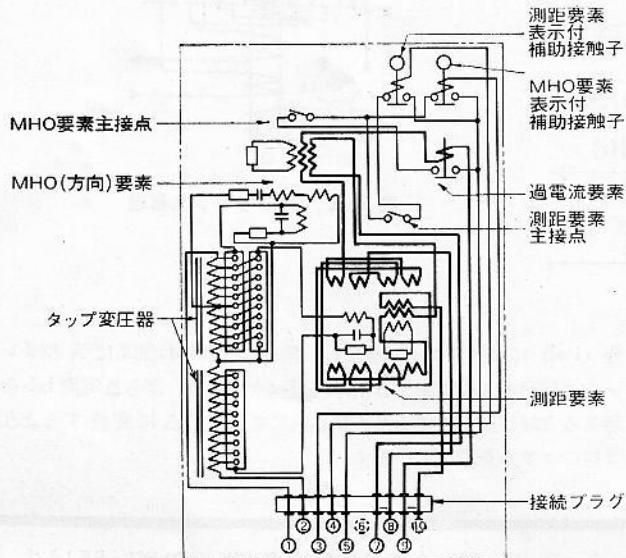 測距要素
表示付
補助接触子
MHO要素
表示付
補助接触子
MHO要素主接点
MHO(方向)要素
過電流要素
測距要素
主接点
タップ変圧器
測距要素
接続プラグ
① ② ③ ④ ⑤ ⑥ ⑦ ⑧ ⑨ ⑩